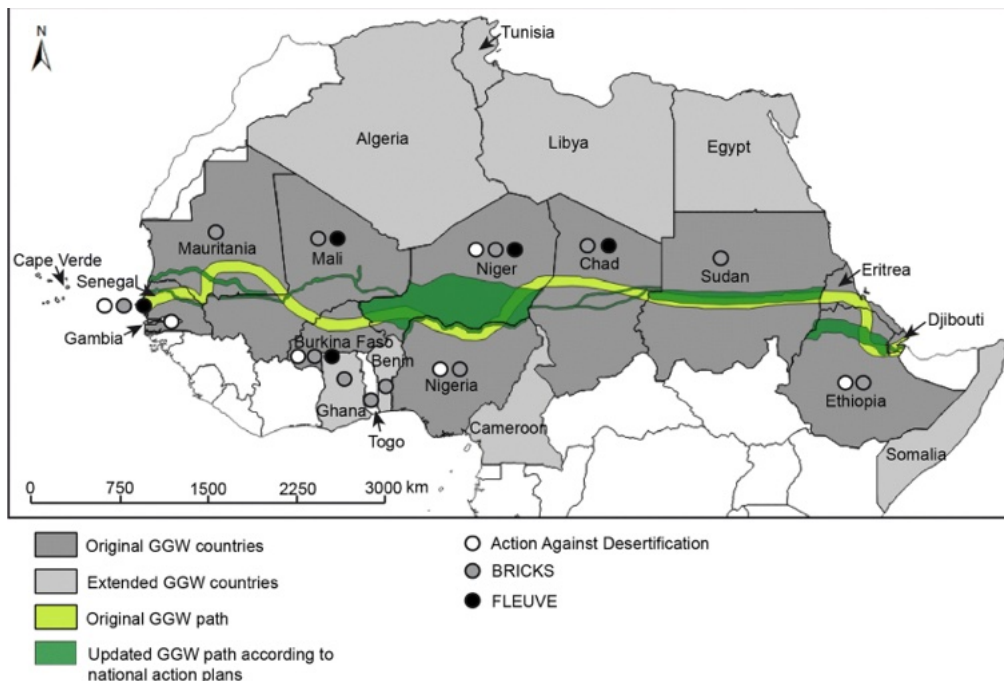 N
Tunisia
Algeria
Libya
Egypt
Mauritania
Mali
Niger
Chad
Sudan
Eritrea
Cape Verde
Senegal
Gambia
Djibouti
Burkina Faso
Benin
Nigeria
Ghana
Togo
Cameroon
Ethiopia
Somalia
0 750 1500 2250 3000 km
Original GGW countries
Extended GGW countries
Original GGW path
Updated GGW path according to
national action plans
Action Against Desertification
BRICKS
FLEUVE